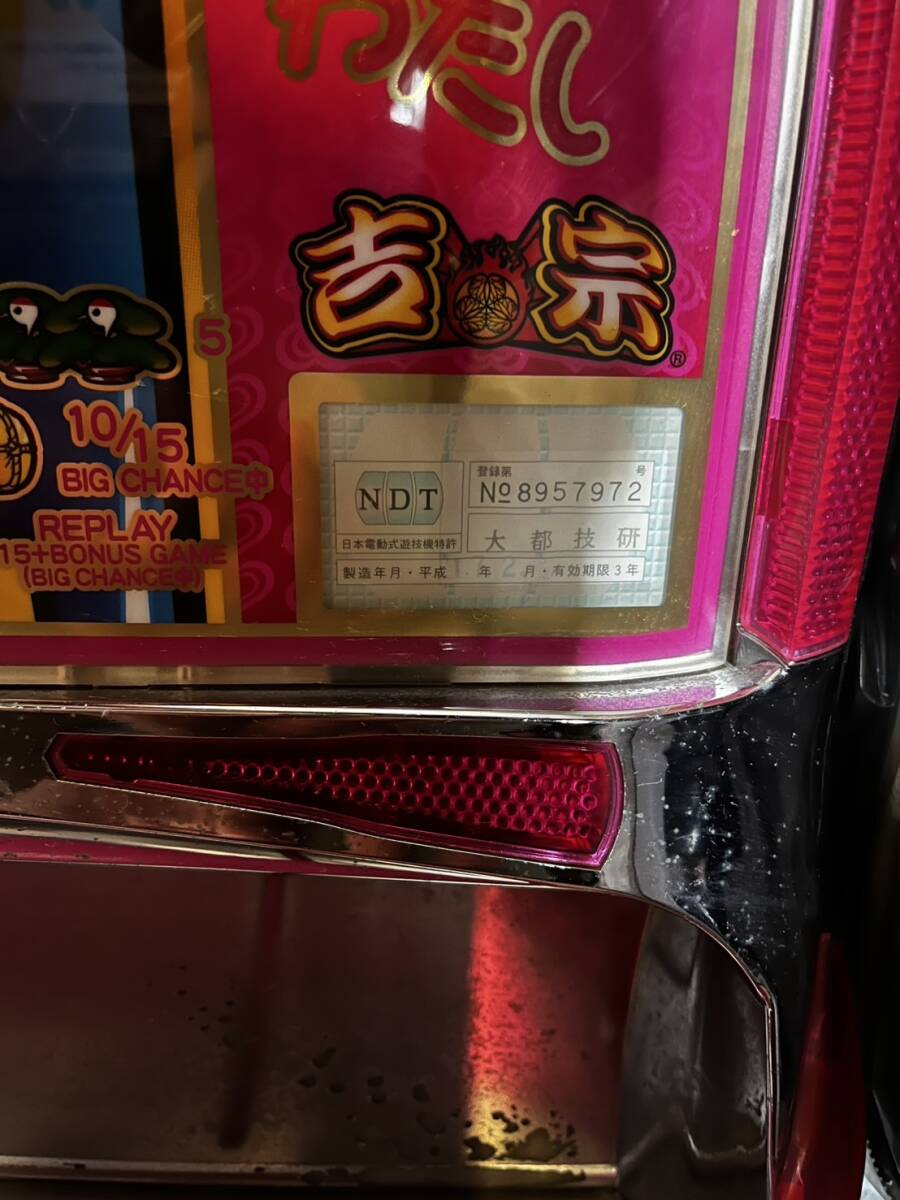 わたし
吉宗®
5
10/15
BIG CHANCE中
REPLAY
15+BONUS GAME
(BIG CHANCE中)
NDT
日本電動式遊技機特許
登録第 号
№8957972
大都技研
製造年月・平成 年 2 月・有効期限3年